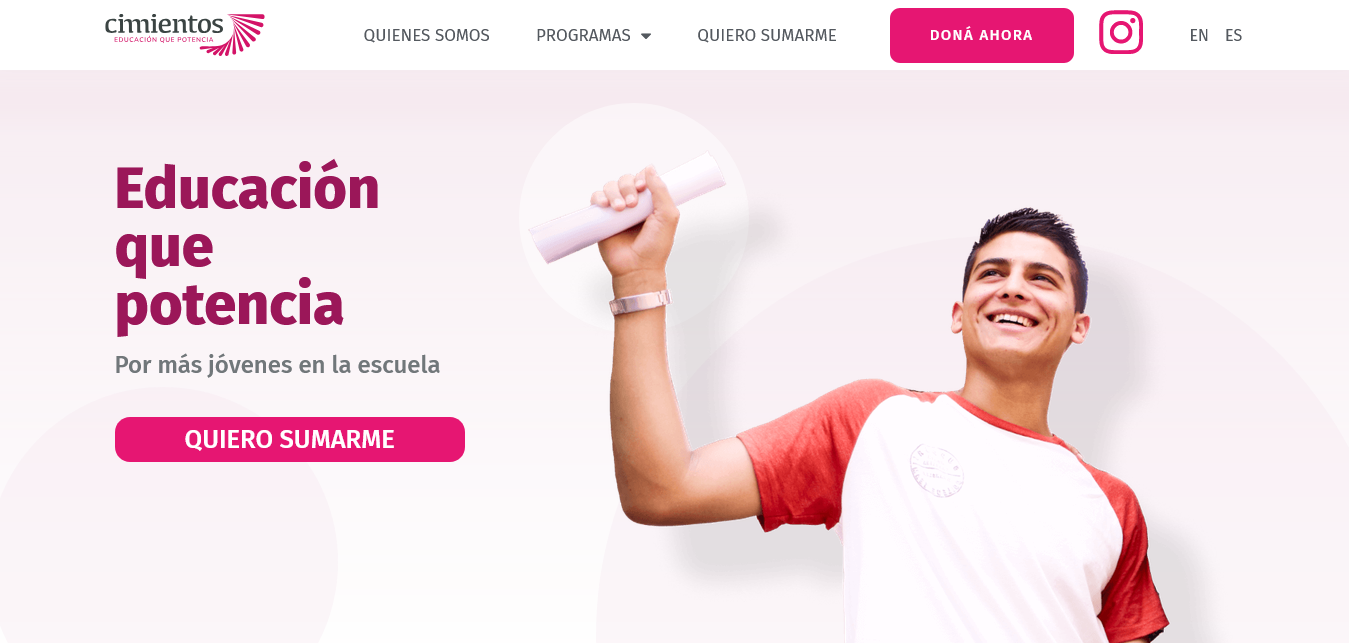 cimientos
EDUCACIÓN QUE POTENCIA
QUIENES SOMOS
PROGRAMAS
QUIERO SUMARME
DONÁ AHORA
EN
ES
Educación
que
potencia
Por más jóvenes en la escuela
QUIERO SUMARME